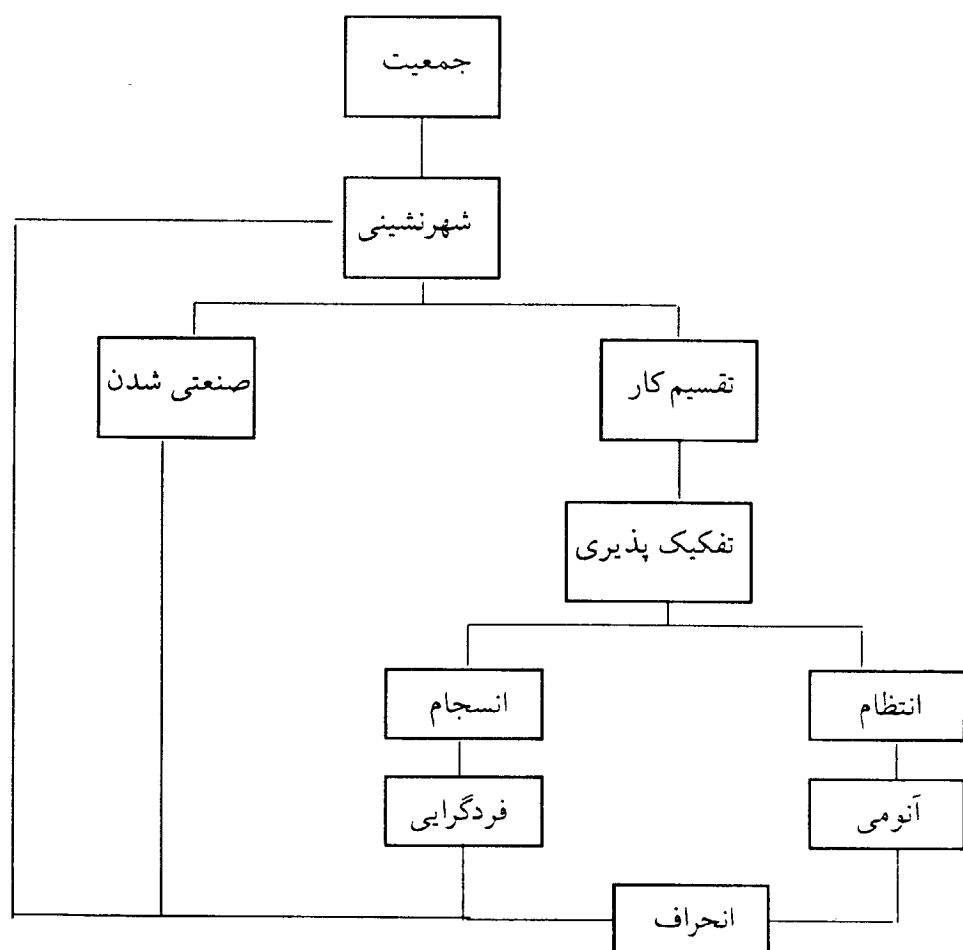 جمعیت
شهرنشینی
تقسیم کار
صنعتی شدن
تفکیک پذیری
انتظام
انسجام
آنومی
فردگرایی
انحراف